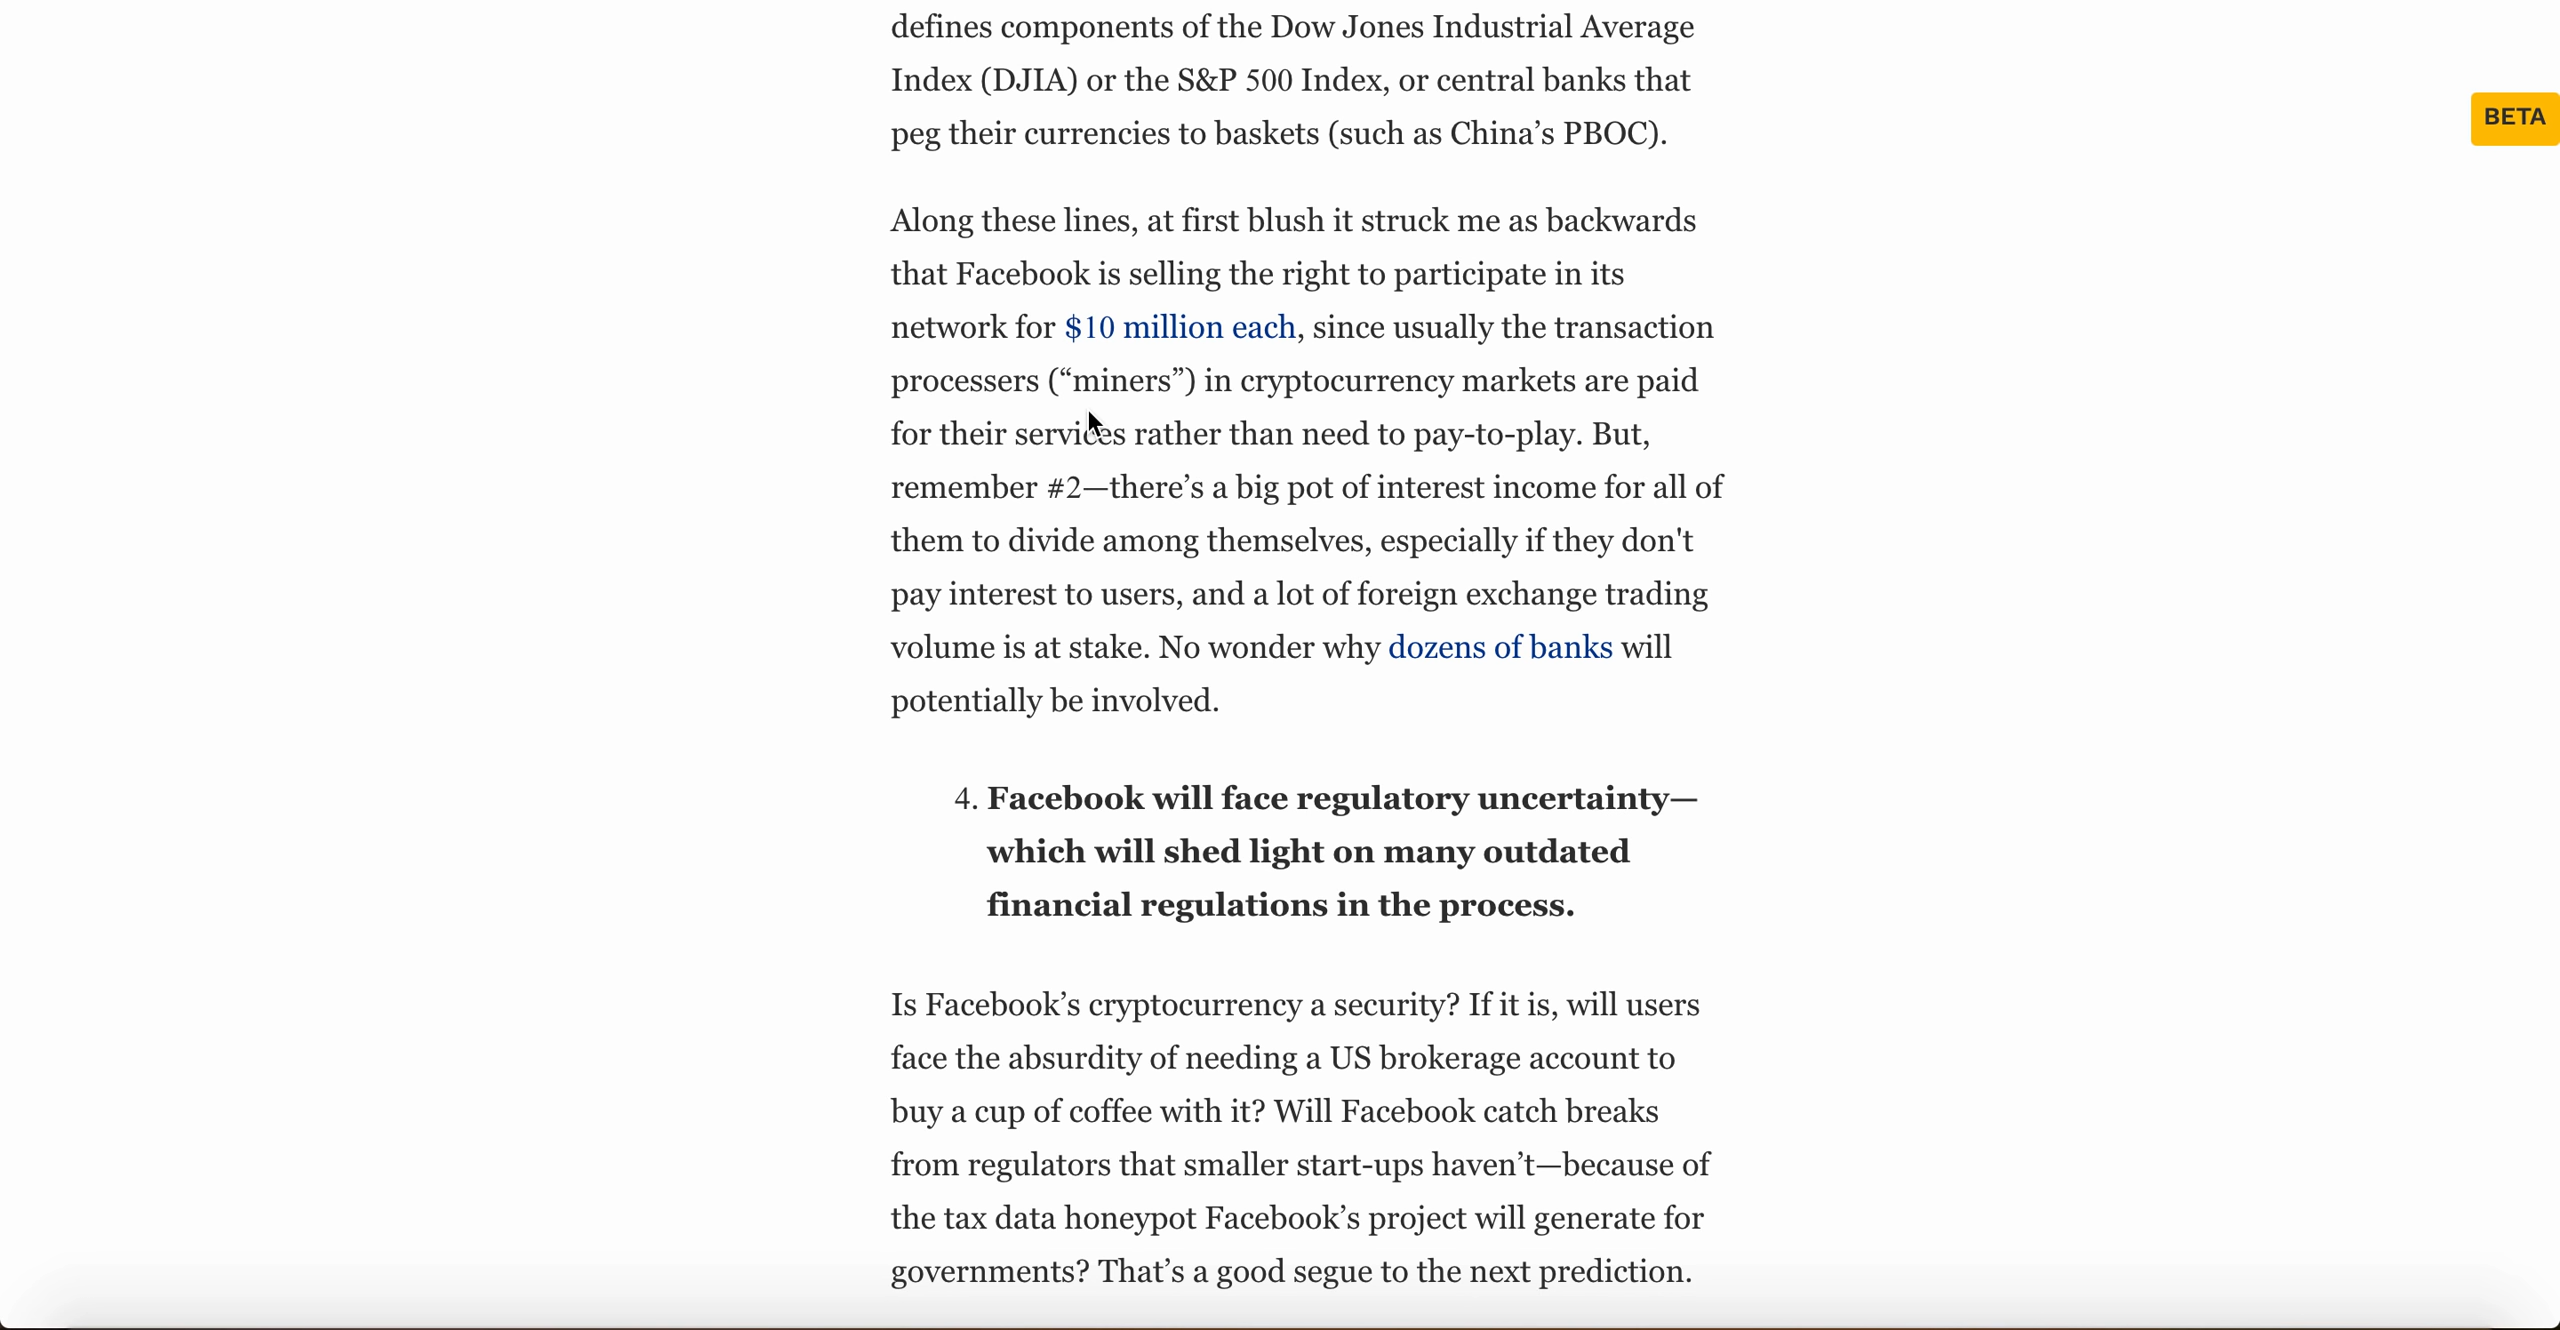 defines components of the Dow Jones Industrial Average
Index (DJIA) or the S&P 500 Index, or central banks that
peg their currencies to baskets (such as China’s PBOC).
BETA
Along these lines, at first blush it struck me as backwards
that Facebook is selling the right to participate in its
network for $10 million each, since usually the transaction
processers (“miners”) in cryptocurrency markets are paid
for their services rather than need to pay-to-play. But,
remember #2—there’s a big pot of interest income for all of
them to divide among themselves, especially if they don't
pay interest to users, and a lot of foreign exchange trading
volume is at stake. No wonder why dozens of banks will
potentially be involved.
4. Facebook will face regulatory uncertainty—
which will shed light on many outdated
financial regulations in the process.
Is Facebook’s cryptocurrency a security? If it is, will users
face the absurdity of needing a US brokerage account to
buy a cup of coffee with it? Will Facebook catch breaks
from regulators that smaller start-ups haven’t—because of
the tax data honeypot Facebook’s project will generate for
governments? That’s a good segue to the next prediction.